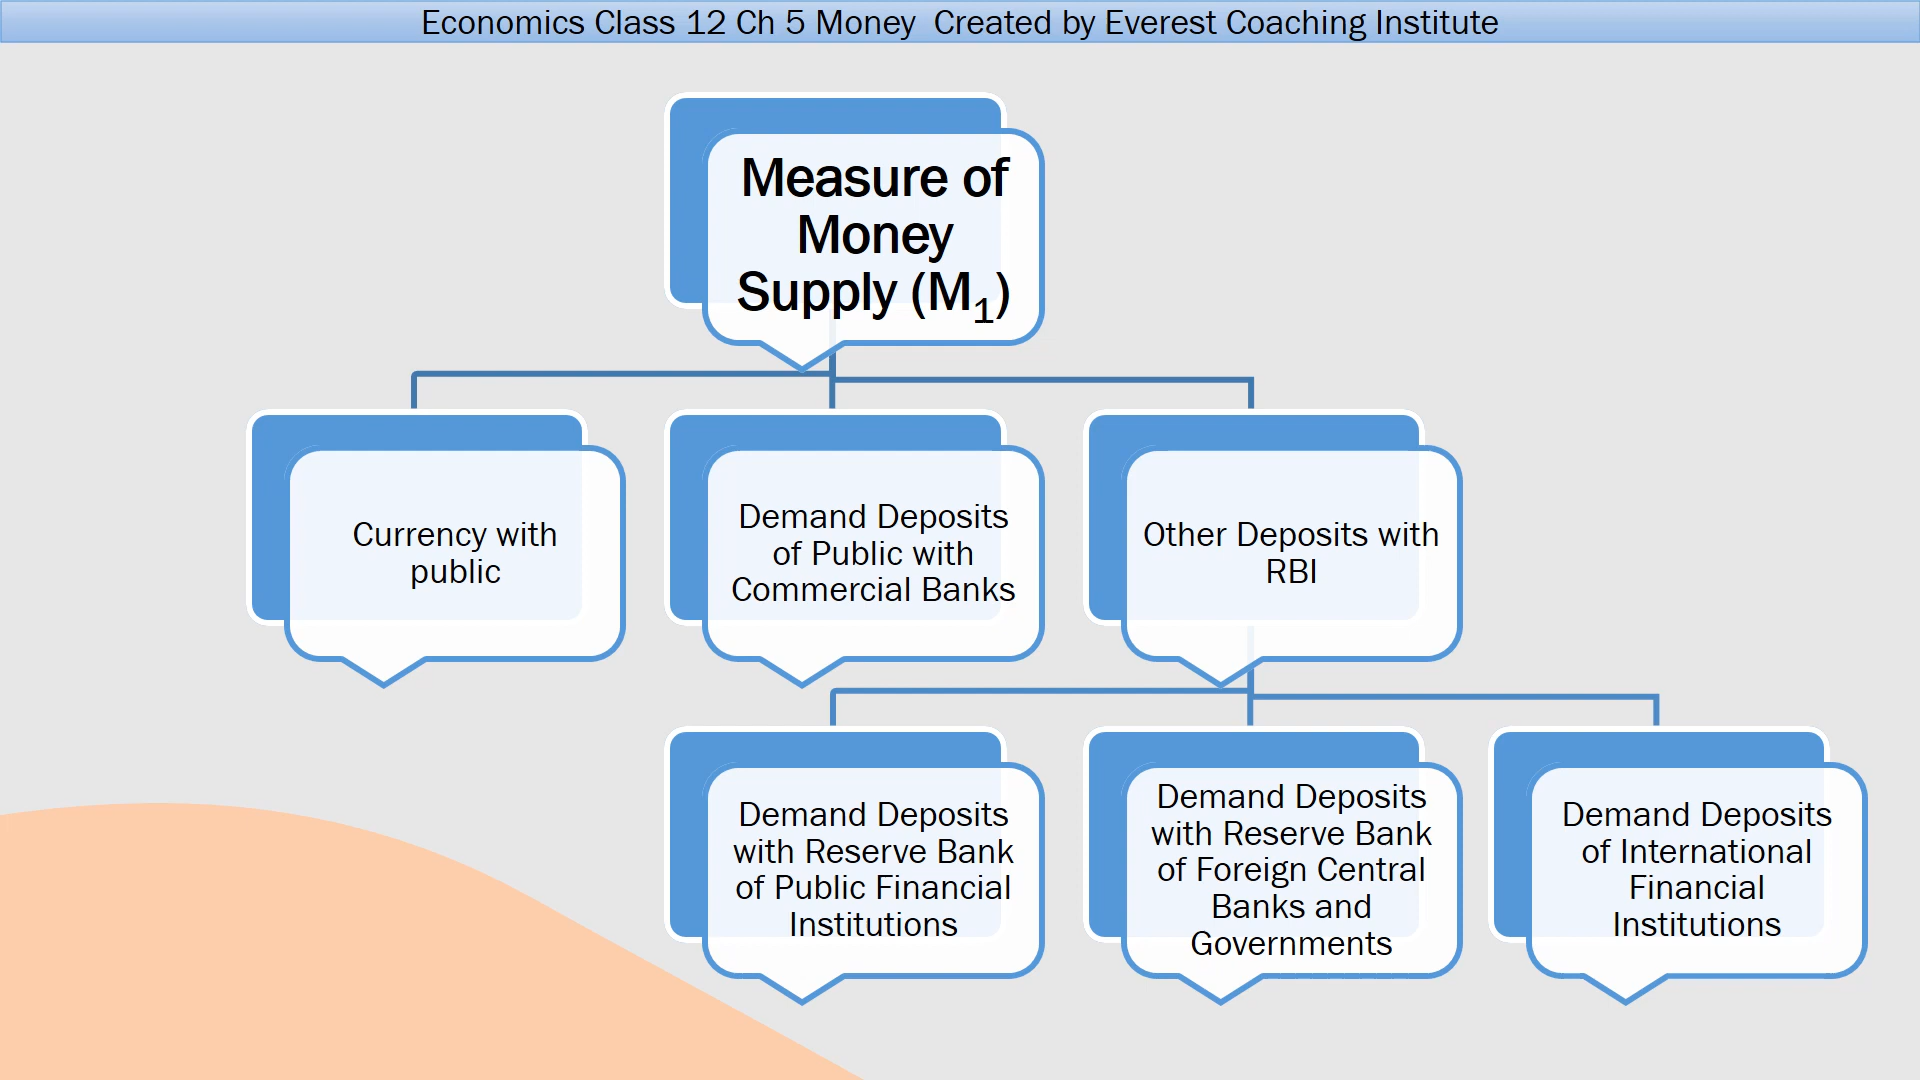 Economics Class 12 Ch 5 Money  Created by Everest Coaching Institute
Measure of
Money
Supply (M₁)
Currency with
public
Demand Deposits
of Public with
Commercial Banks
Other Deposits with
RBI
Demand Deposits
with Reserve Bank
of Public Financial
Institutions
Demand Deposits
with Reserve Bank
of Foreign Central
Banks and
Governments
Demand Deposits
of International
Financial
Institutions